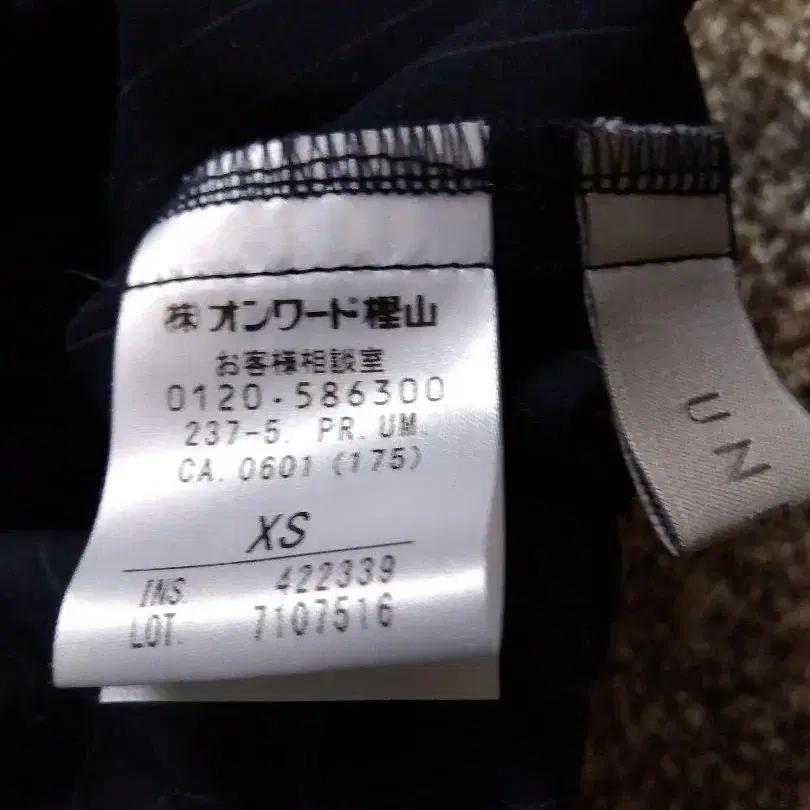 ㈱オンワード樫山
お客様相談室
0120・586300
237-5. PR. UM.
CA. 0601 (175)
XS
INS. 422339
LOT. 7107516
UN